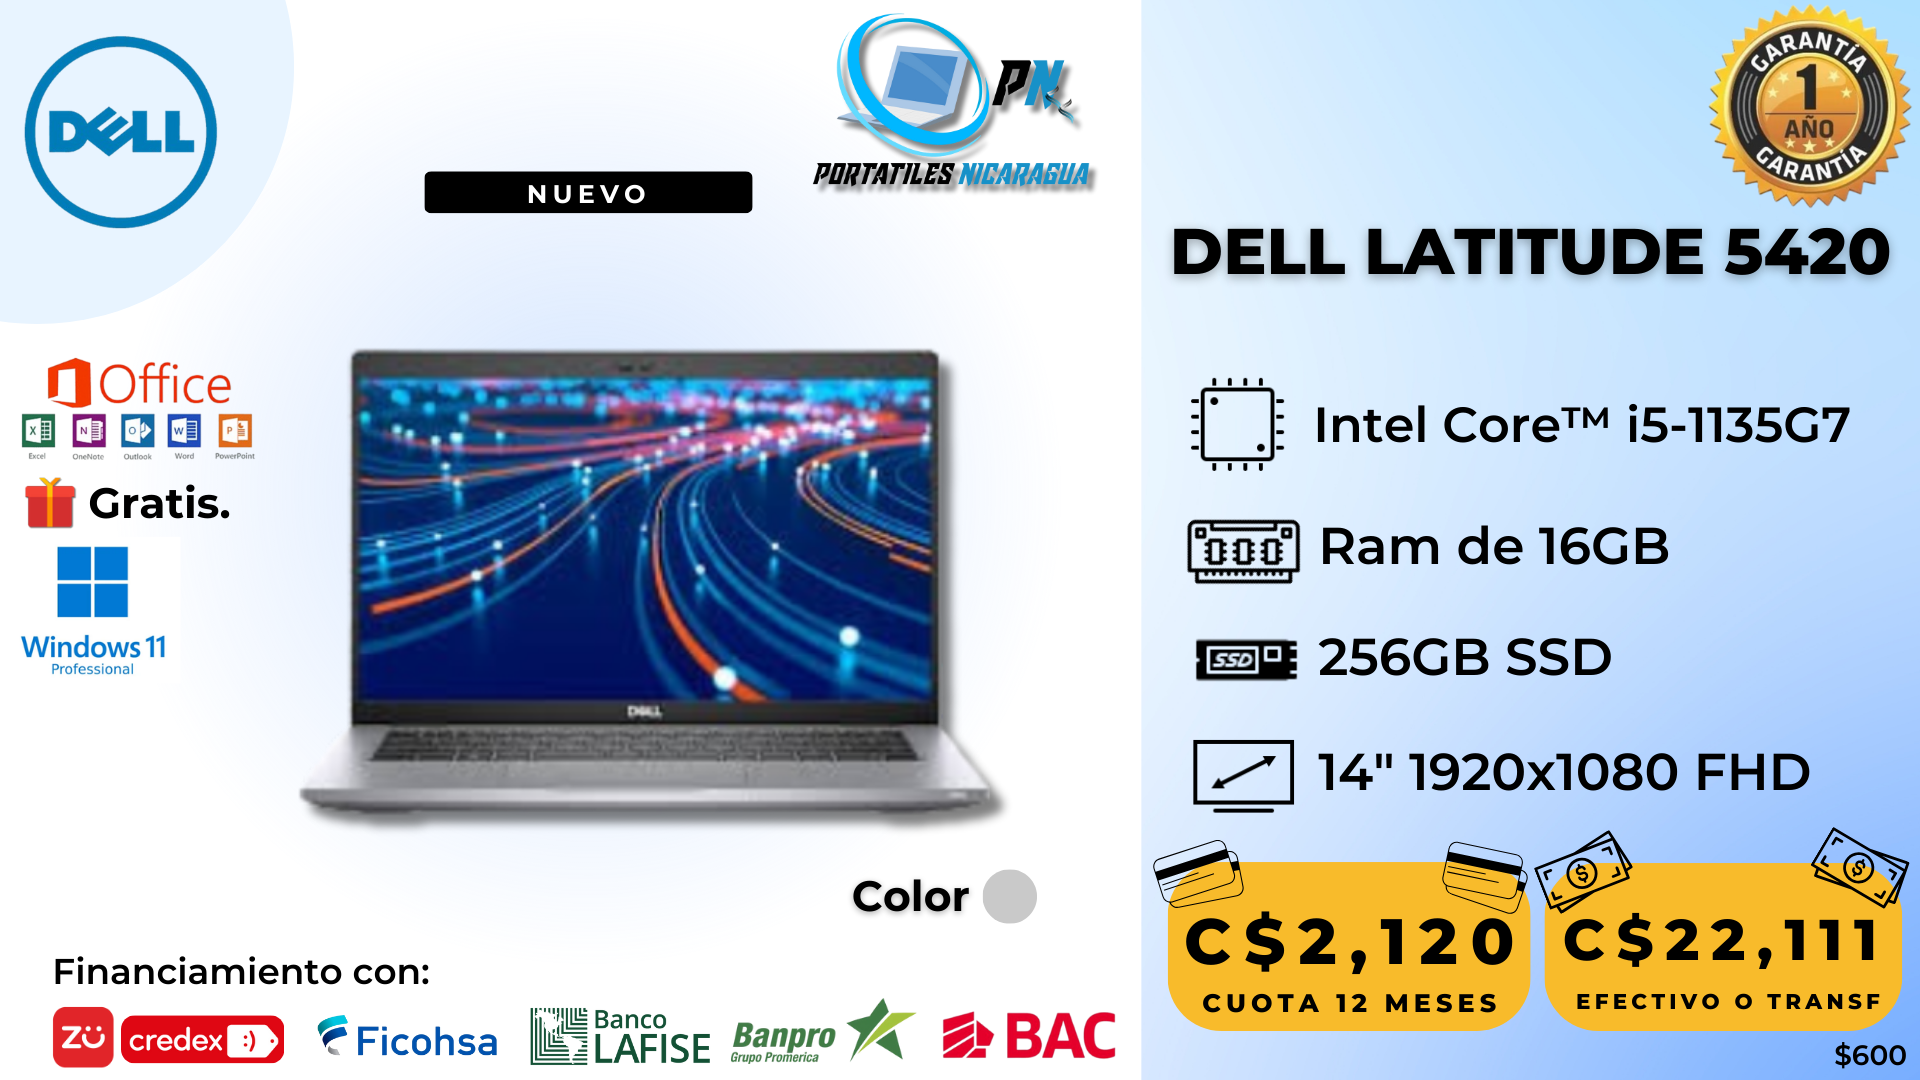 DELL
NUEVO
PN
PORTATILES NICARAGUA
GARANTÍA
1
AÑO
GARANTÍA
DELL LATITUDE 5420
Office
Excel OneNote Outlook Word PowerPoint
Gratis.
Windows 11
Professional
DELL
Intel Core™ i5-1135G7
Ram de 16GB
SSD
256GB SSD
14" 1920x1080 FHD
Color
C$2,120
CUOTA 12 MESES
C$22,111
EFECTIVO O TRANSF
$600
Financiamiento con:
zü
credex :)
Ficohsa
Banco
LAFISE
Banpro
Grupo Promerica
BAC